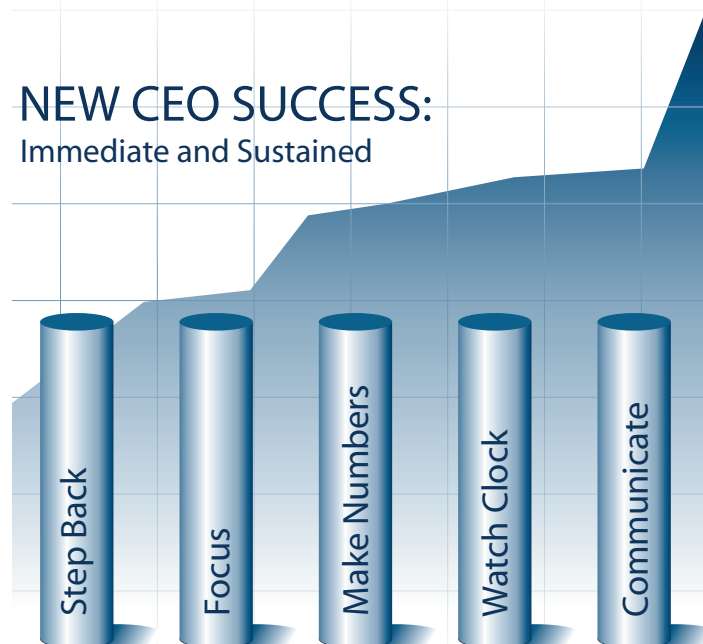 NEW CEO SUCCESS:
Immediate and Sustained
Step Back
Focus
Make Numbers
Watch Clock
Communicate